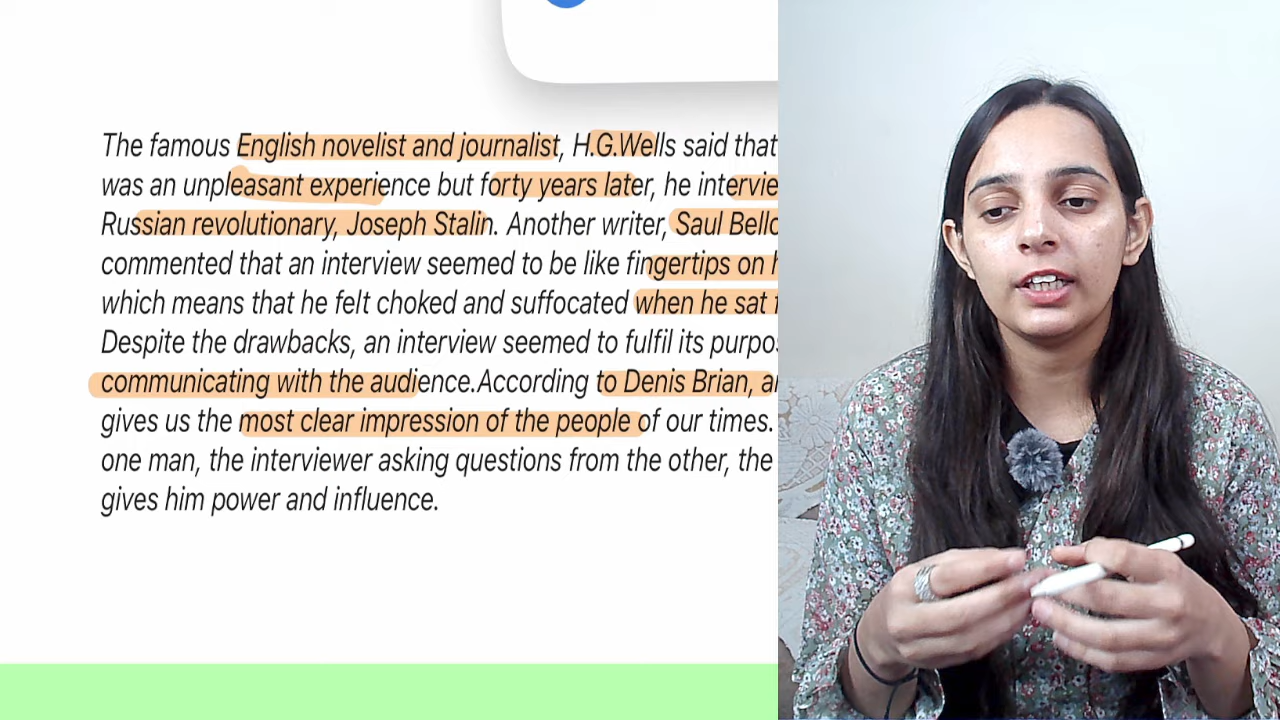 The famous English novelist and journalist, H.G.Wells said that
was an unpleasant experience but forty years later, he intervie
Russian revolutionary, Joseph Stalin. Another writer, Saul Bello
commented that an interview seemed to be like fingertips on h
which means that he felt choked and suffocated when he sat f
Despite the drawbacks, an interview seemed to fulfil its purpos
communicating with the audience.According to Denis Brian, an
gives us the most clear impression of the people of our times.
one man, the interviewer asking questions from the other, the
gives him power and influence.